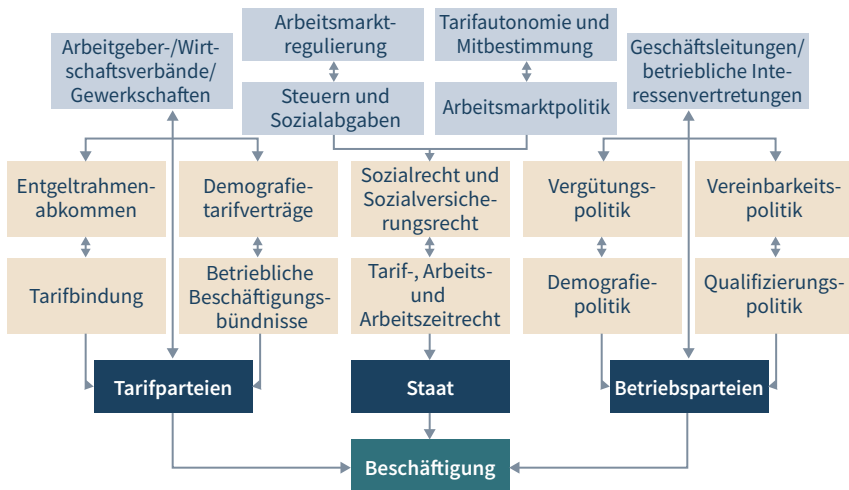 Arbeitgeber-/Wirt-
schaftsverbände/
Gewerkschaften
Arbeitsmarkt-
regulierung
Tarifautonomie und
Mitbestimmung
Geschäftsleitungen/
betriebliche Inte-
ressenvertretungen
Steuern und
Sozialabgaben
Arbeitsmarktpolitik
Entgeltrahmen-
abkommen
Demografie-
tarifverträge
Sozialrecht und
Sozialversiche-
rungsrecht
Vergütungs-
politik
Vereinbarkeits-
politik
Tarifbindung
Betriebliche
Beschäftigungs-
bündnisse
Tarif-, Arbeits-
und
Arbeitszeitrecht
Demografie-
politik
Qualifizierungs-
politik
Tarifparteien
Staat
Betriebsparteien
Beschäftigung